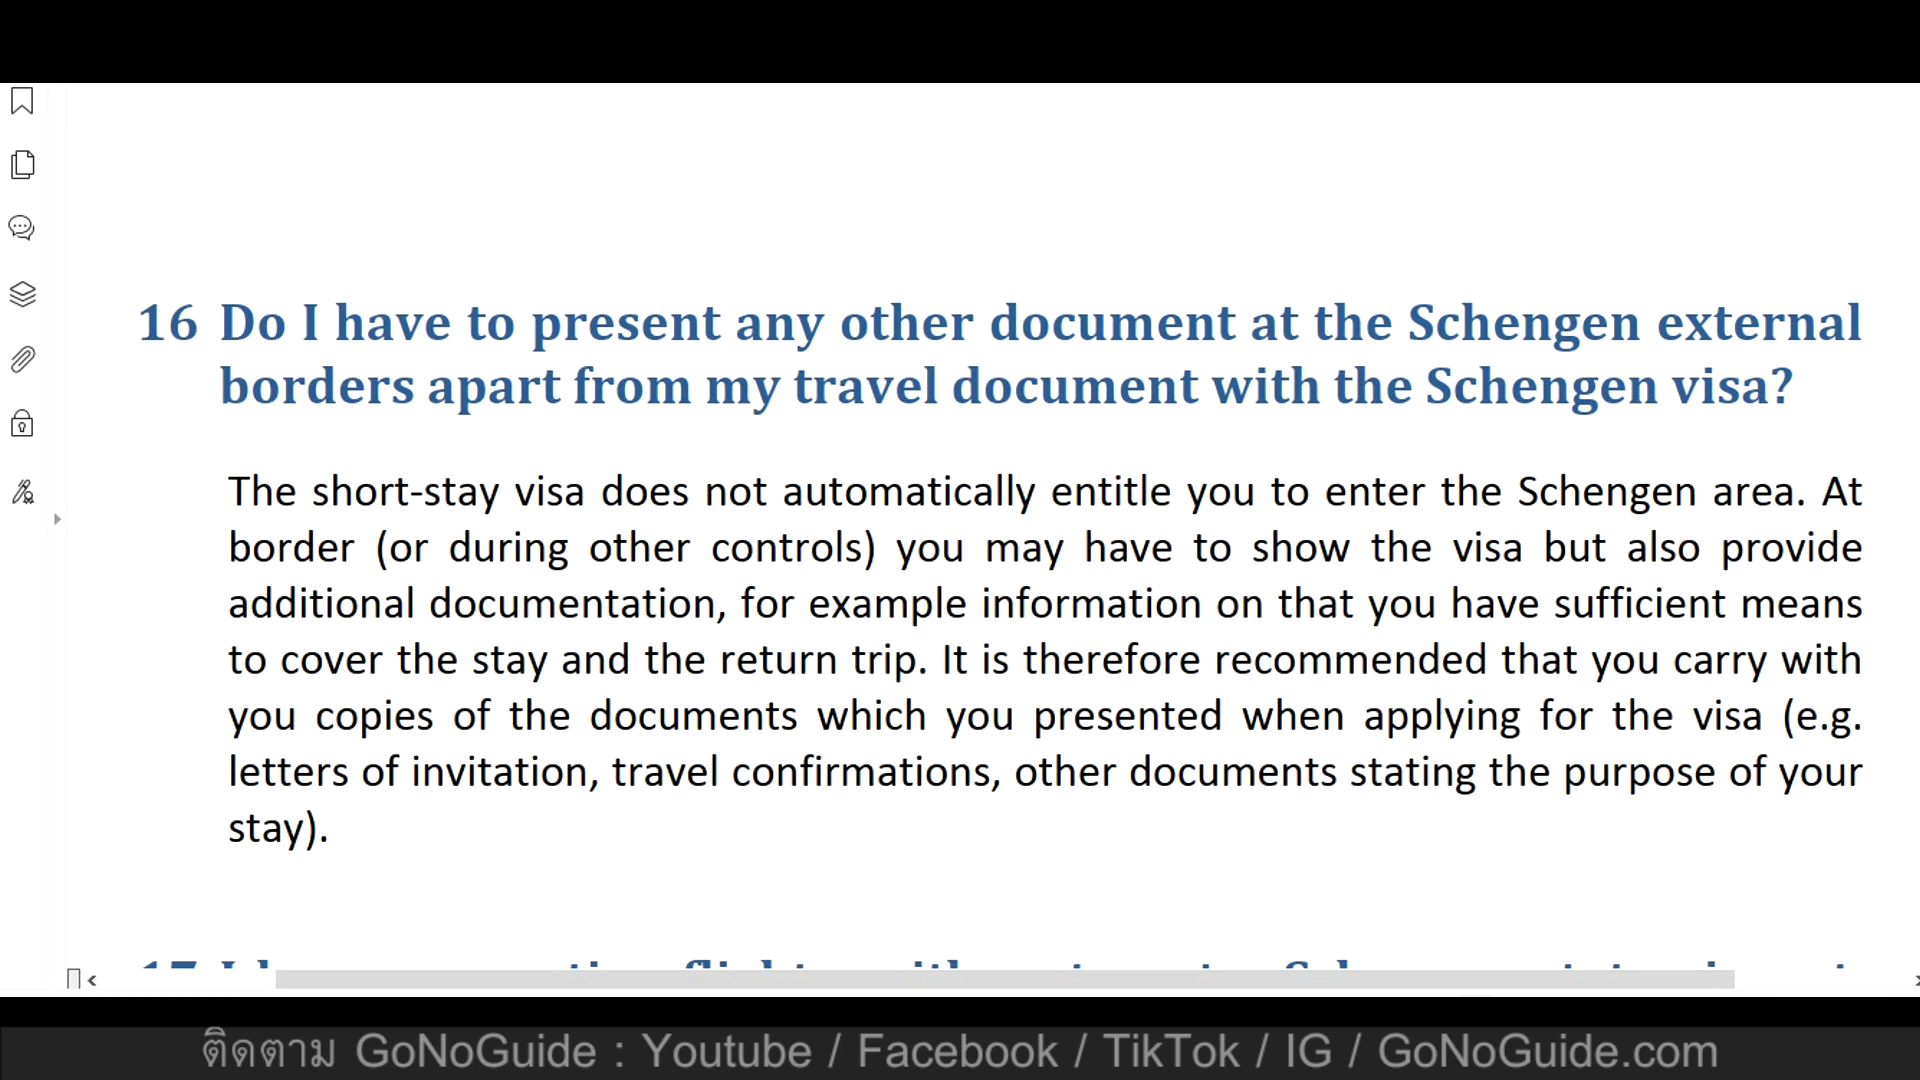 16 Do I have to present any other document at the Schengen external
borders apart from my travel document with the Schengen visa?
The short-stay visa does not automatically entitle you to enter the Schengen area. At
border (or during other controls) you may have to show the visa but also provide
additional documentation, for example information on that you have sufficient means
to cover the stay and the return trip. It is therefore recommended that you carry with
you copies of the documents which you presented when applying for the visa (e.g.
letters of invitation, travel confirmations, other documents stating the purpose of your
stay).
ติดตาม GoNoGuide : Youtube / Facebook / TikTok / IG / GoNoGuide.com